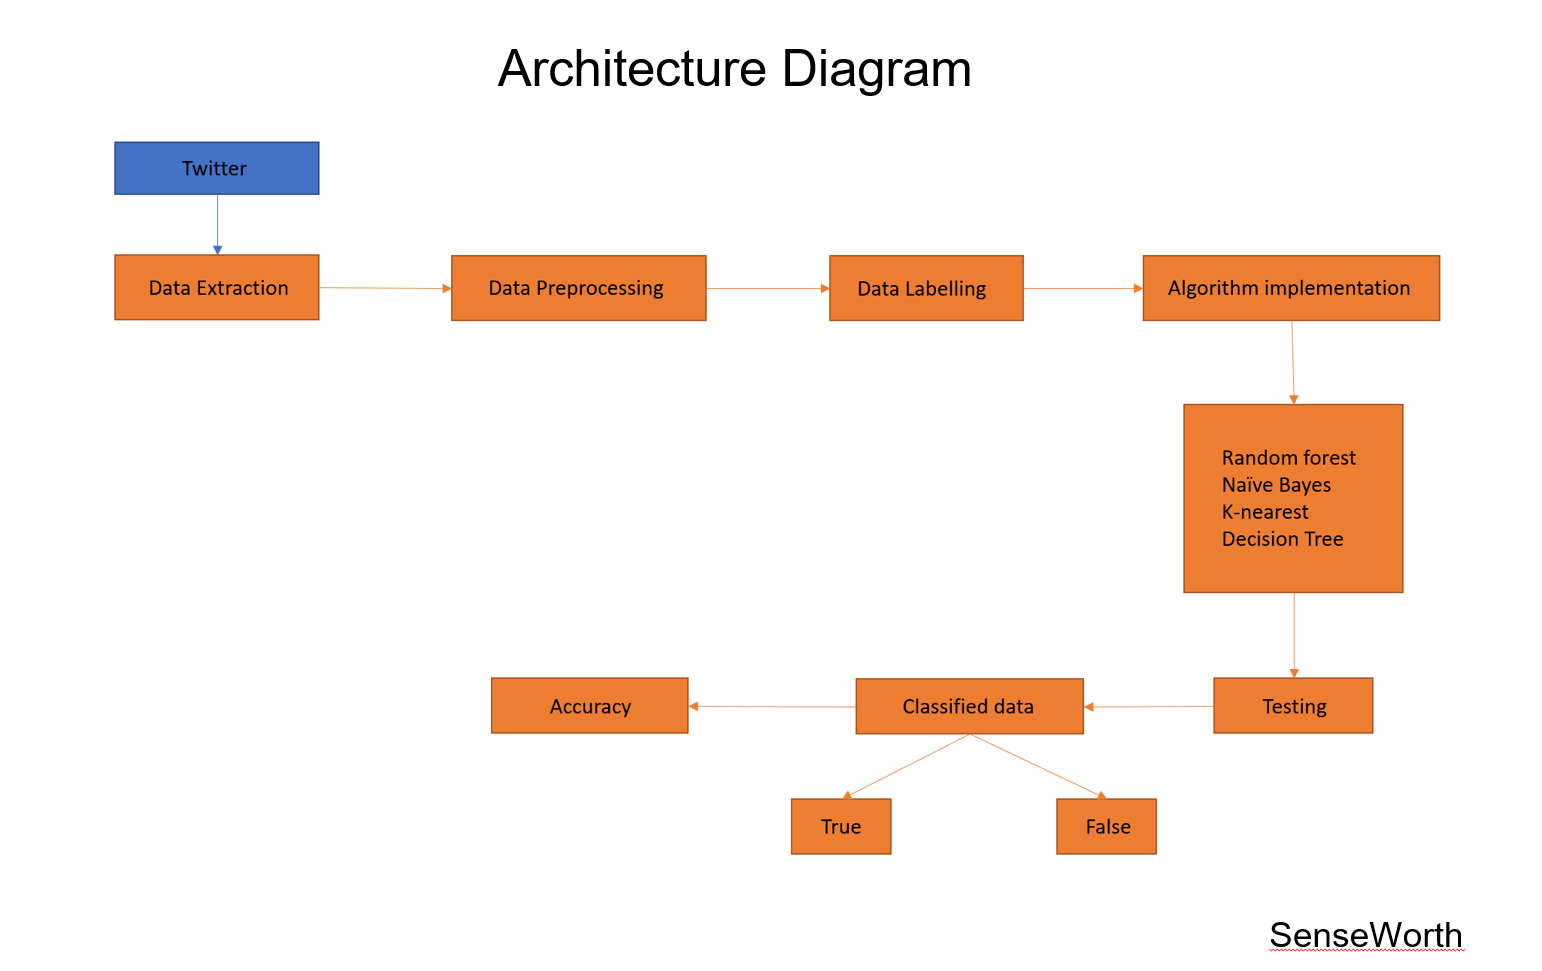 Architecture Diagram
Twitter
Data Extraction
Data Preprocessing
Data Labelling
Algorithm implementation
Random forest
Naïve Bayes
K-nearest
Decision Tree
Accuracy
Classified data
Testing
True
False
SenseWorth